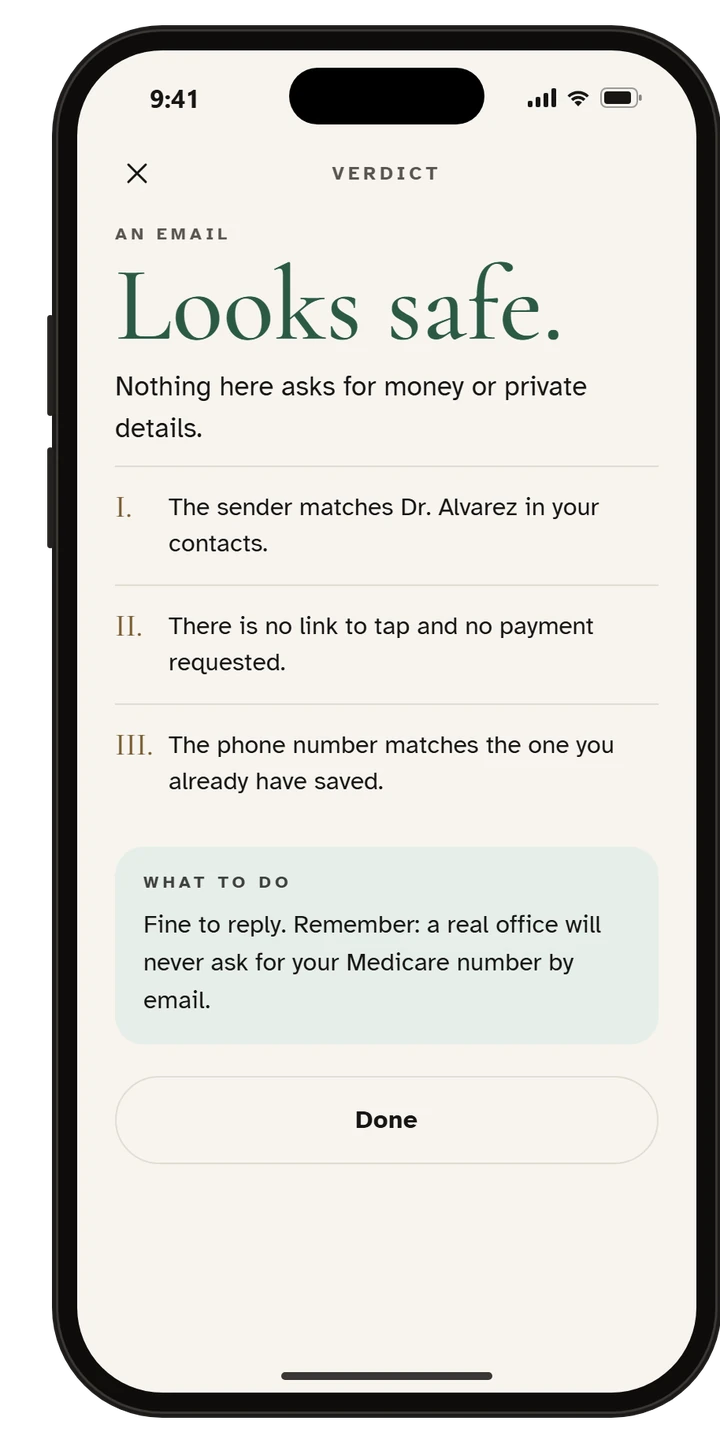 9:41
VERDICT
AN EMAIL
Looks safe.
Nothing here asks for money or private
details.
I. The sender matches Dr. Alvarez in your
contacts.
II. There is no link to tap and no payment
requested.
III. The phone number matches the one you
already have saved.
WHAT TO DO
Fine to reply. Remember: a real office will
never ask for your Medicare number by
email.
Done